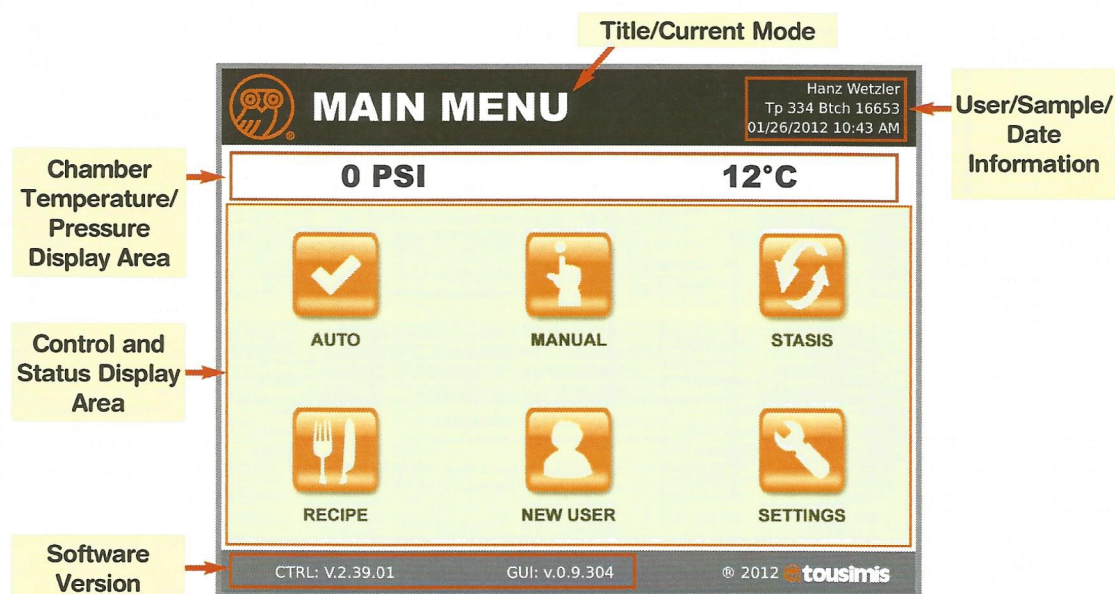 Title/Current Mode
MAIN MENU
Hanz Wetzler
Tp 334 Btch 16653
01/26/2012 10:43 AM
User/Sample/
Date
Information
Chamber
Temperature/
Pressure
Display Area
0 PSI 12°C
AUTO MANUAL STASIS
Control and
Status Display
Area
RECIPE NEW USER SETTINGS
Software
Version
CTRL: V.2.39.01 GUI: v.0.9.304 ® 2012 tousimis